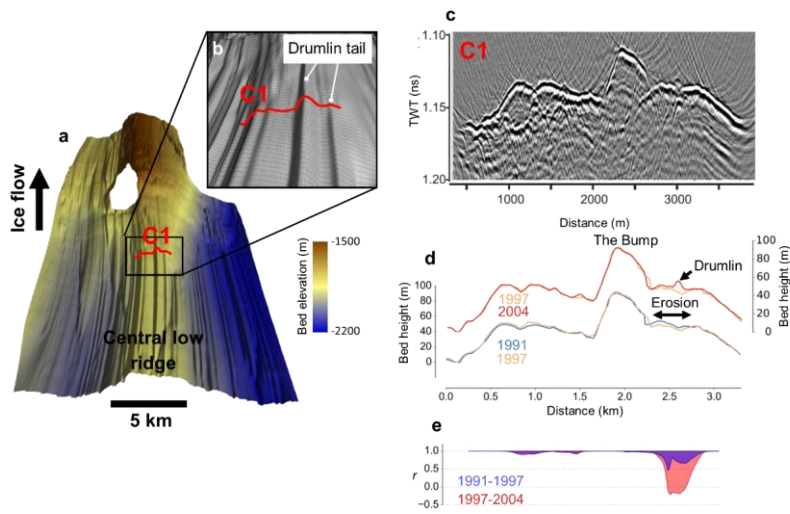 a
Ice flow
C1
Central low
ridge
5 km
Bed elevation (m)
-1500
-2200
b
Drumlin tail
C1
c
C1
1.10
1.15
1.20
TWT (ns)
1000
2000
3000
Distance (m)
d
The Bump
Drumlin
Erosion
1997
2004
1991
1997
Bed height (m)
100
80
60
40
20
0
Bed height (m)
100
80
60
40
20
0
0.0
0.5
1.0
1.5
2.0
2.5
3.0
Distance (km)
e
r
1.0
0.5
0.0
−0.5
1991-1997
1997-2004